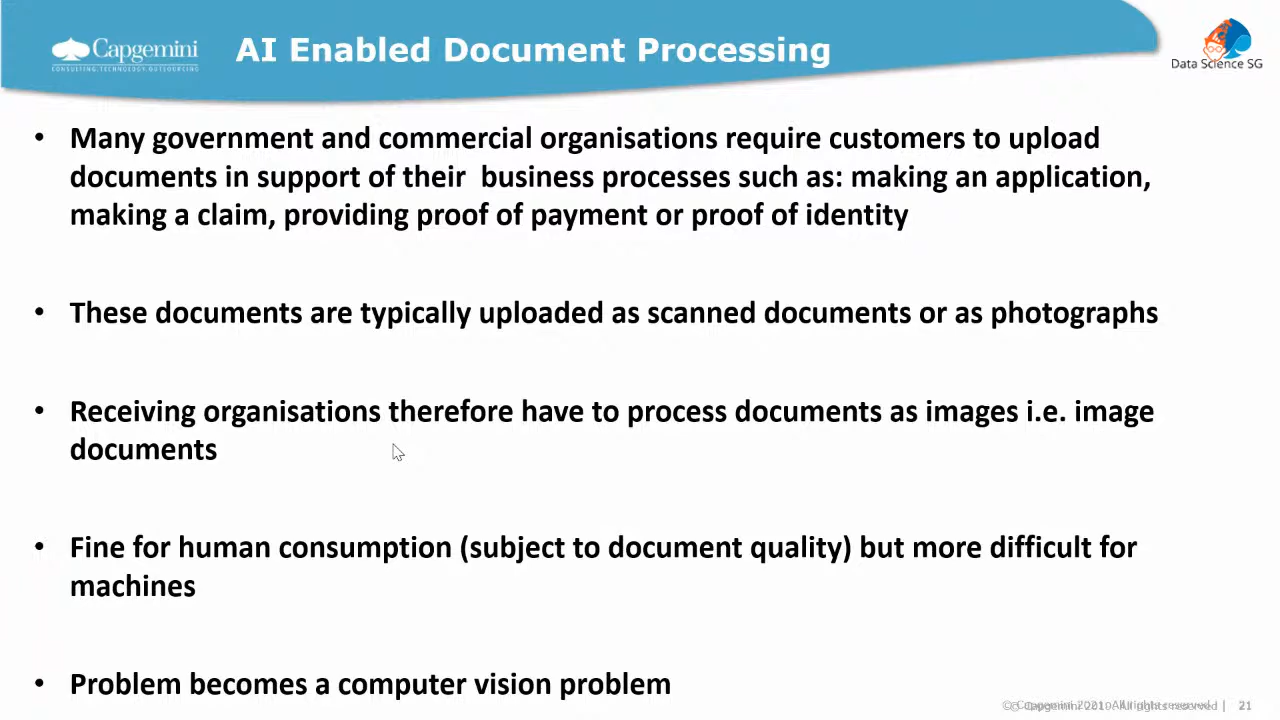 Capgemini
CONSULTING.TECHNOLOGY.OUTSOURCING
AI Enabled Document Processing
Data Science SG
• Many government and commercial organisations require customers to upload
documents in support of their  business processes such as: making an application,
making a claim, providing proof of payment or proof of identity
• These documents are typically uploaded as scanned documents or as photographs
• Receiving organisations therefore have to process documents as images i.e. image
documents
• Fine for human consumption (subject to document quality) but more difficult for
machines
• Problem becomes a computer vision problem
© Capgemini All rights reserved | 21